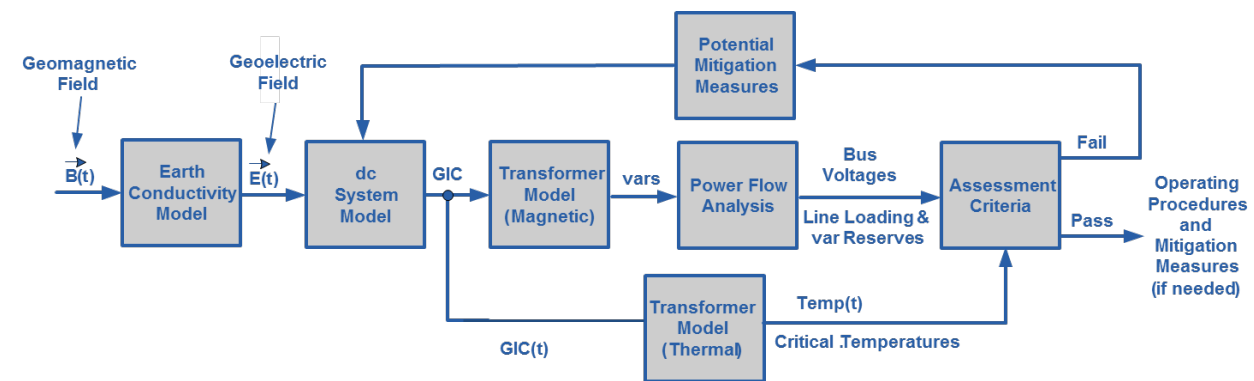 Geomagnetic
Field
B(t)
Earth
Conductivity
Model
Geoelectric
Field
E(t)
dc
System
Model
GIC
Transformer
Model
(Magnetic)
vars
Power Flow
Analysis
Bus
Voltages
Line Loading &
var Reserves
Assessment
Criteria
Fail
Potential
Mitigation
Measures
Pass
Operating
Procedures
and
Mitigation
Measures
(if needed)
GIC(t)
Transformer
Model
(Thermal)
Temp(t)
Critical .Temperatures